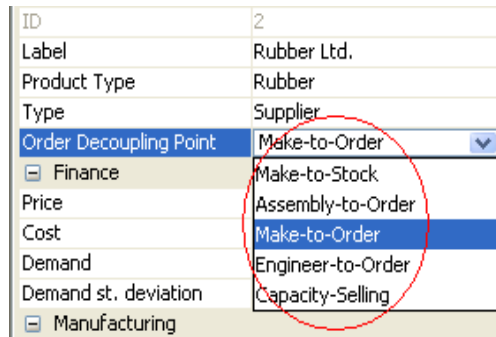 ID 2
Label Rubber Ltd.
Product Type Rubber
Type Supplier
Order Decoupling Point Make-to-Order
Finance Make-to-Stock
Price Assembly-to-Order
Cost Make-to-Order
Demand Engineer-to-Order
Demand st. deviation Capacity-Selling
Manufacturing